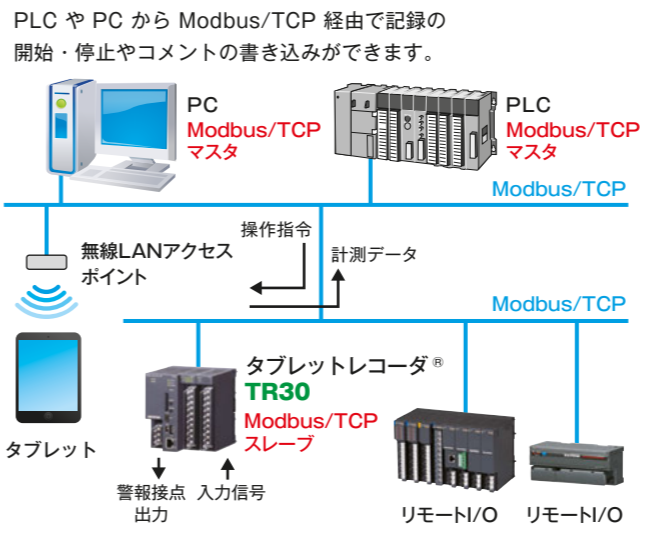 PLC や PC から Modbus/TCP 経由で記録の
開始・停止やコメントの書き込みができます。
PC
Modbus/TCP
マスタ
PLC
Modbus/TCP
マスタ
Modbus/TCP
無線LANアクセス
ポイント
操作指令
計測データ
Modbus/TCP
タブレット
タブレットレコーダ®
TR30
Modbus/TCP
スレーブ
警報接点
出力
入力信号
リモートI/O
リモートI/O